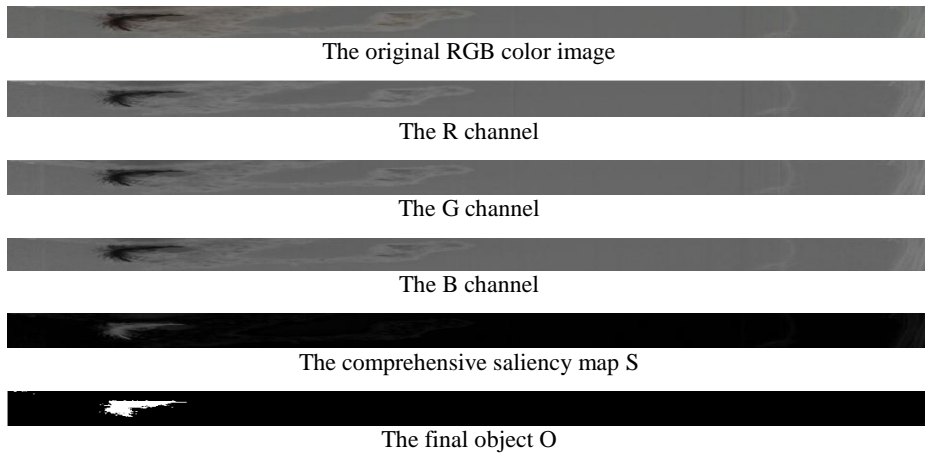 The original RGB color image
The R channel
The G channel
The B channel
The comprehensive saliency map S
The final object O